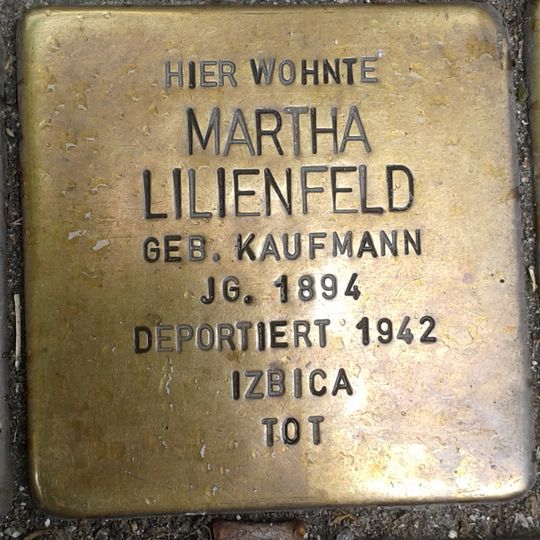 HIER WOHNTE
MARTHA
LILIENFELD
GEB. KAUFMANN
JG. 1894
DEPORTIERT 1942
IZBICA
TOT